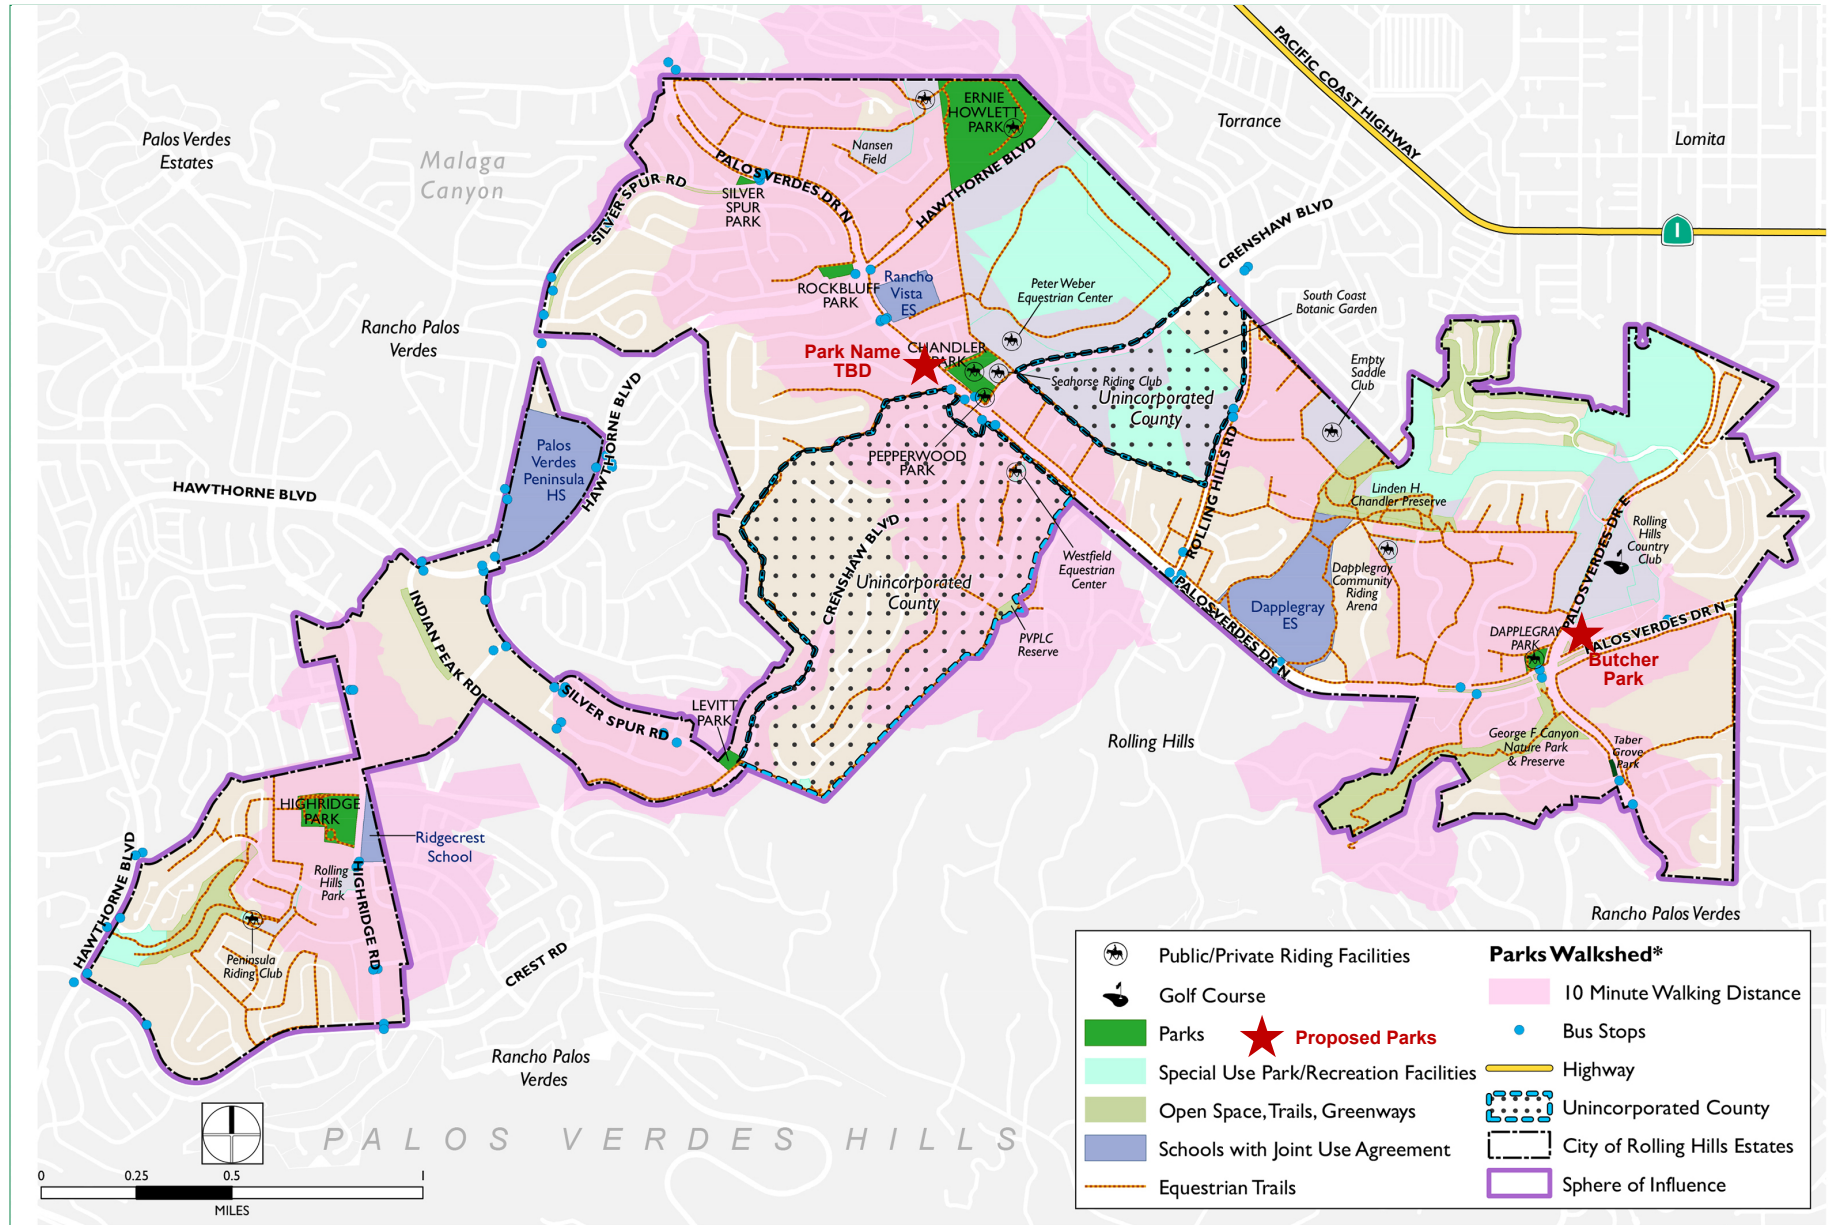 PACIFIC COAST HIGHWAY
Torrance
Lomita
1
Palos Verdes
Estates
Malaga
Canyon
ERNIE
HOWLETT
PARK
Nansen
Field
PALOS VERDES DR N
HAWTHORNE BLVD
SILVER SPUR RD
SILVER
SPUR
PARK
CRENSHAW BLVD
ROCKBLUFF
PARK
Rancho
Vista
ES
Peter Weber
Equestrian Center
South Coast
Botanic Garden
Rancho Palos
Verdes
Park Name
TBD
CHANDLER
PARK
Seahorse Riding Club
Unincorporated
County
Empty
Saddle
Club
HAWTHORNE BLVD
Palos
Verdes
Peninsula
HS
PEPPERWOOD
PARK
ROLLING HILLS RD
Linden H.
Chandler Preserve
HAWTHORNE BLVD
CRENSHAW BLVD
Westfield
Equestrian
Center
PALOS VERDES DR E
Rolling
Hills
Country
Club
Unincorporated
County
Dapplegray
Community
Riding
Arena
Dapplegray
ES
PALOS VERDES DR N
INDIAN PEAK RD
PVPLC
Reserve
DAPPLEGRAY
PARK
PALOS VERDES DR N
Butcher
Park
SILVER SPUR RD
LEVITT
PARK
Rolling Hills
George F Canyon
Nature Park
& Preserve
Taber
Grove
Park
HIGHRIDGE
PARK
Ridgecrest
School
Rolling
Hills
Park
HIGHRIDGE RD
HAWTHORNE BLVD
Peninsula
Riding Club
CREST RD
Rancho Palos Verdes
Rancho Palos
Verdes
PALOS VERDES HILLS
0 0.25 0.5 1
MILES
Public/Private Riding Facilities
Golf Course
Parks
Proposed Parks
Special Use Park/Recreation Facilities
Open Space, Trails, Greenways
Schools with Joint Use Agreement
Equestrian Trails
Parks Walkshed*
10 Minute Walking Distance
Bus Stops
Highway
Unincorporated County
City of Rolling Hills Estates
Sphere of Influence